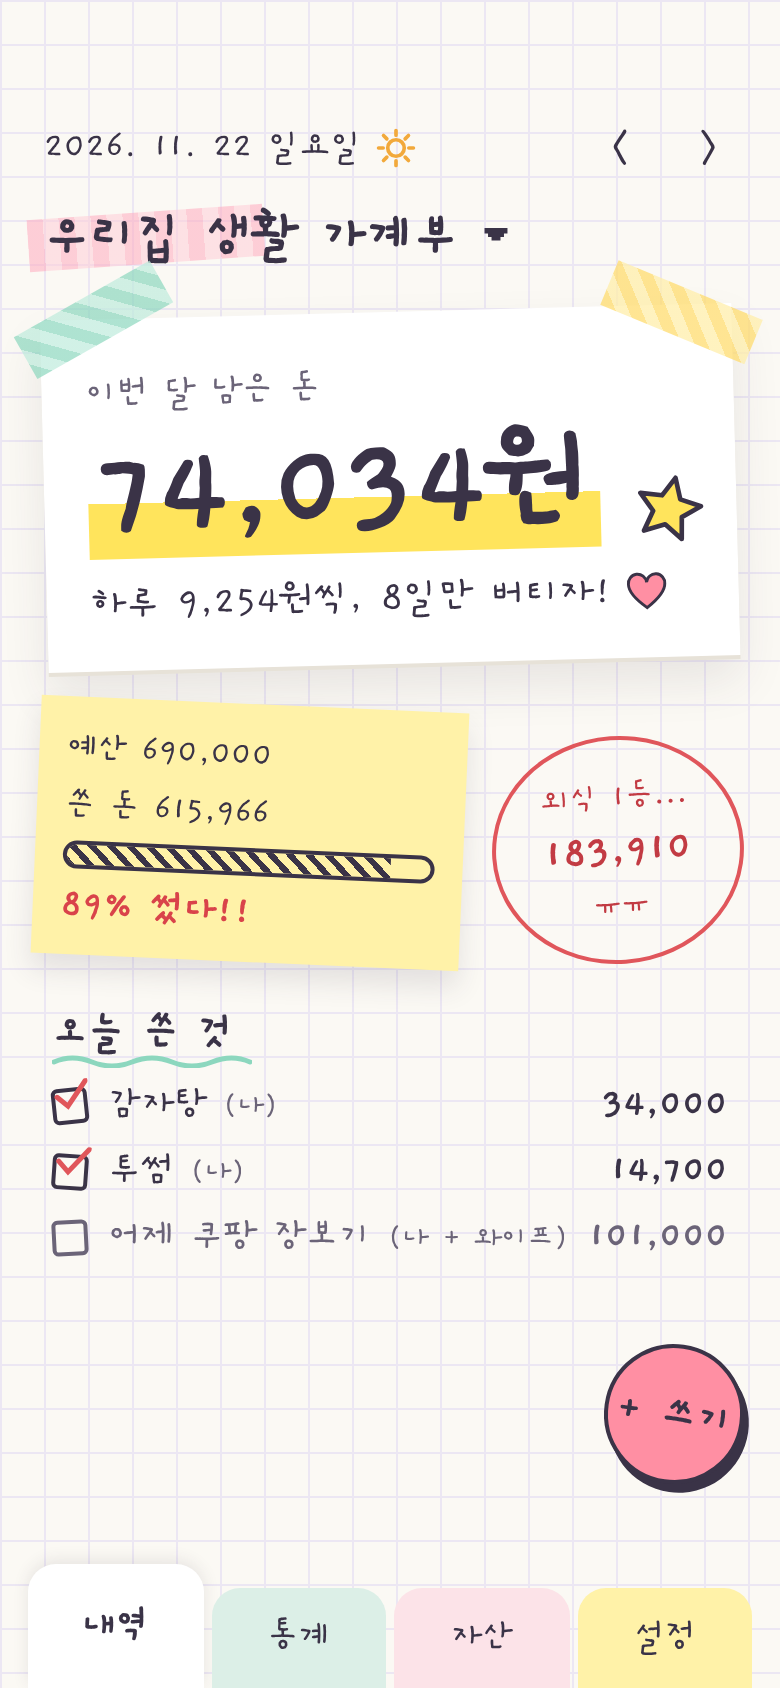 2026. 11. 22 일요일
우리집 생활 가계부
이번 달 남은 돈
74,034원
하루 9,254원씩, 8일만 버티자!
예산 690,000
쓴 돈 615,966
89% 썼다!!
외식 1등...
183,910
ㅠㅠ
오늘 쓴 것
감자탕 (나) 34,000
투썸 (나) 14,700
어제 쿠팡 장보기 (나 + 와이프) 101,000
+ 쓰기
내역 통계 자산 설정